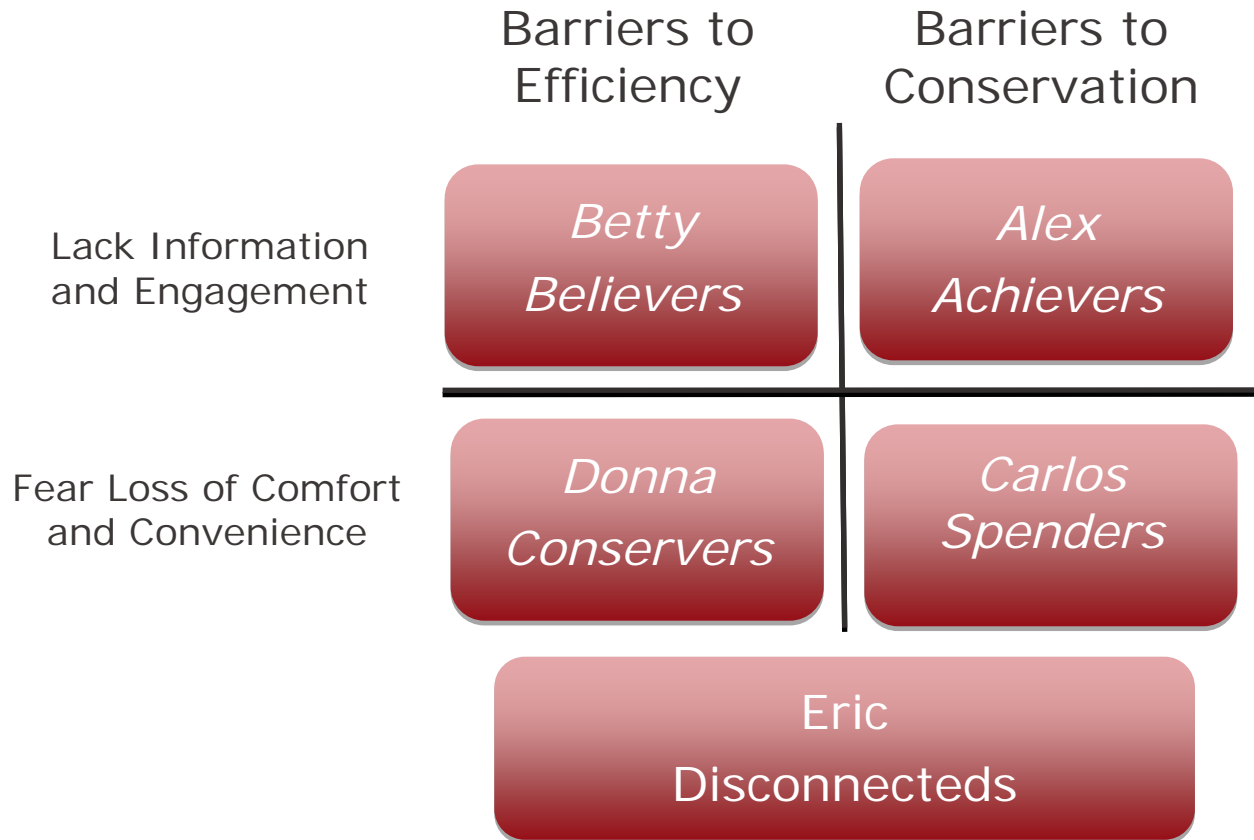 Barriers to
Efficiency
Barriers to
Conservation
Lack Information
and Engagement
Betty
Believers
Alex
Achievers
Fear Loss of Comfort
and Convenience
Donna
Conservers
Carlos
Spenders
Eric
Disconnecteds